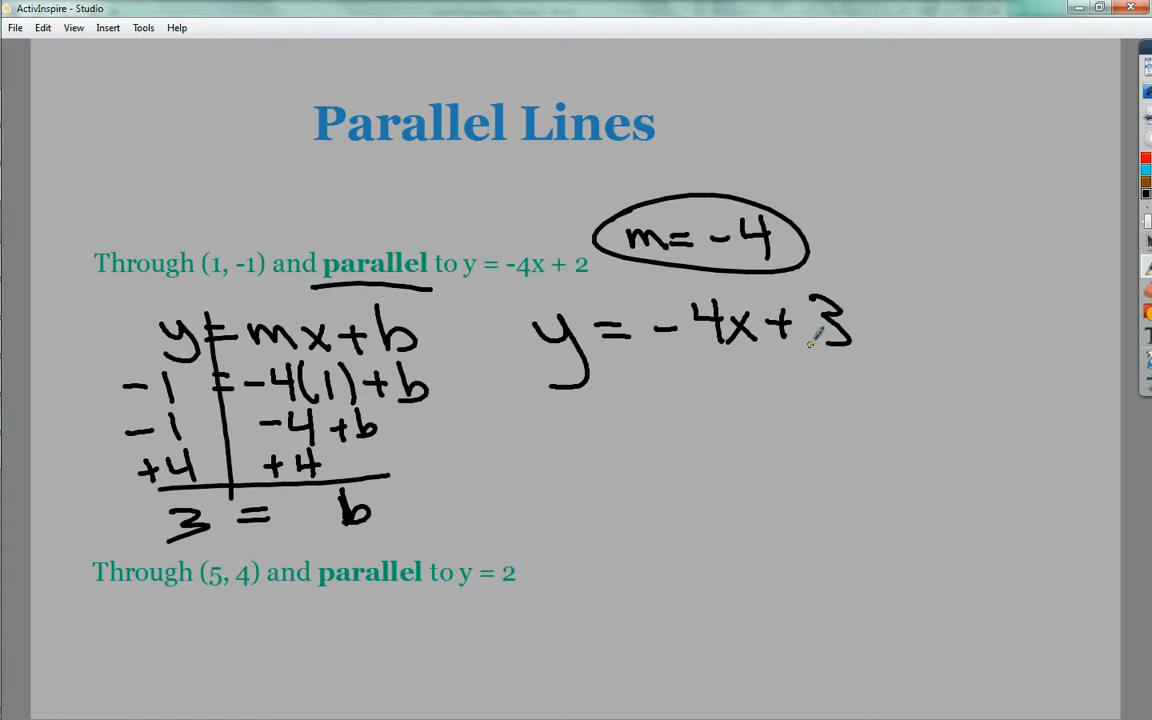 ActivInspire - Studio
File Edit View Insert Tools Help
Parallel Lines
m = -4
Through (1, -1) and parallel to y = -4x + 2
y = mx + b
y = -4x + 3
-1 = -4(1) + b
-1 -4 + b
+4 +4
3 = b
Through (5, 4) and parallel to y = 2